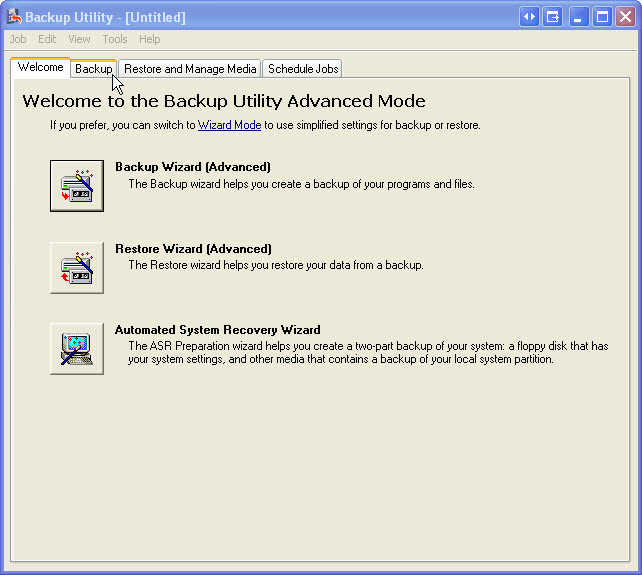 Backup Utility - [Untitled]
Job Edit View Tools Help
Welcome Backup Restore and Manage Media Schedule Jobs
Welcome to the Backup Utility Advanced Mode
If you prefer, you can switch to Wizard Mode to use simplified settings for backup or restore.
Backup Wizard (Advanced)
The Backup wizard helps you create a backup of your programs and files.
Restore Wizard (Advanced)
The Restore wizard helps you restore your data from a backup.
Automated System Recovery Wizard
The ASR Preparation wizard helps you create a two-part backup of your system: a floppy disk that has
your system settings, and other media that contains a backup of your local system partition.